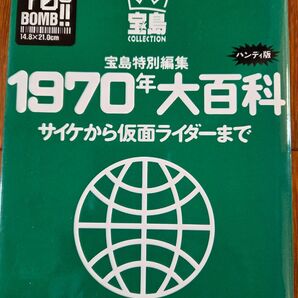 BOMB!!
14.8×21.0cm
宝島
COLLECTION
ハンディ版
宝島特別編集
1970年大百科
サイケから仮面ライダーまで